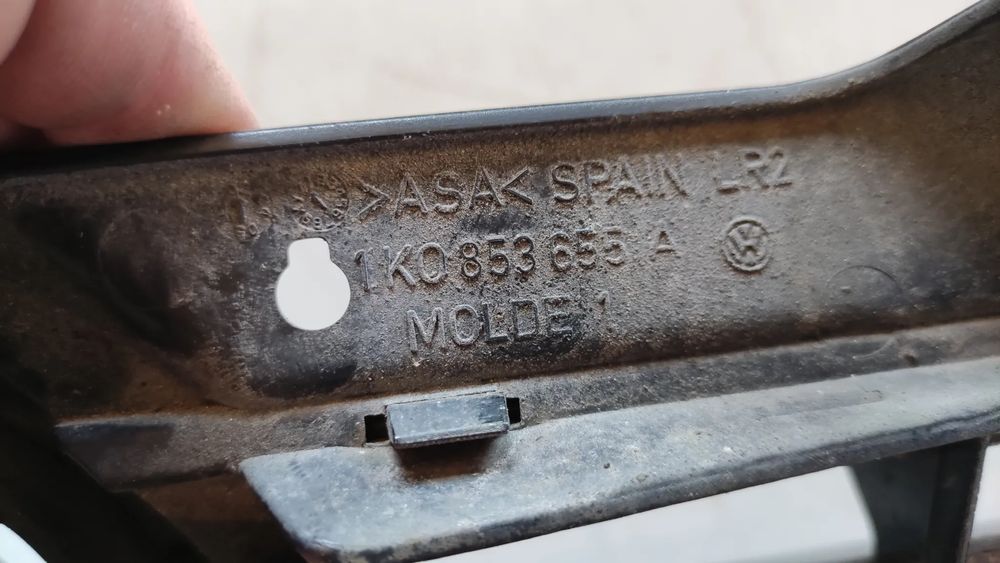 >ASA< SPAIN LR2
1K0 853 655 A
MOLDE 1